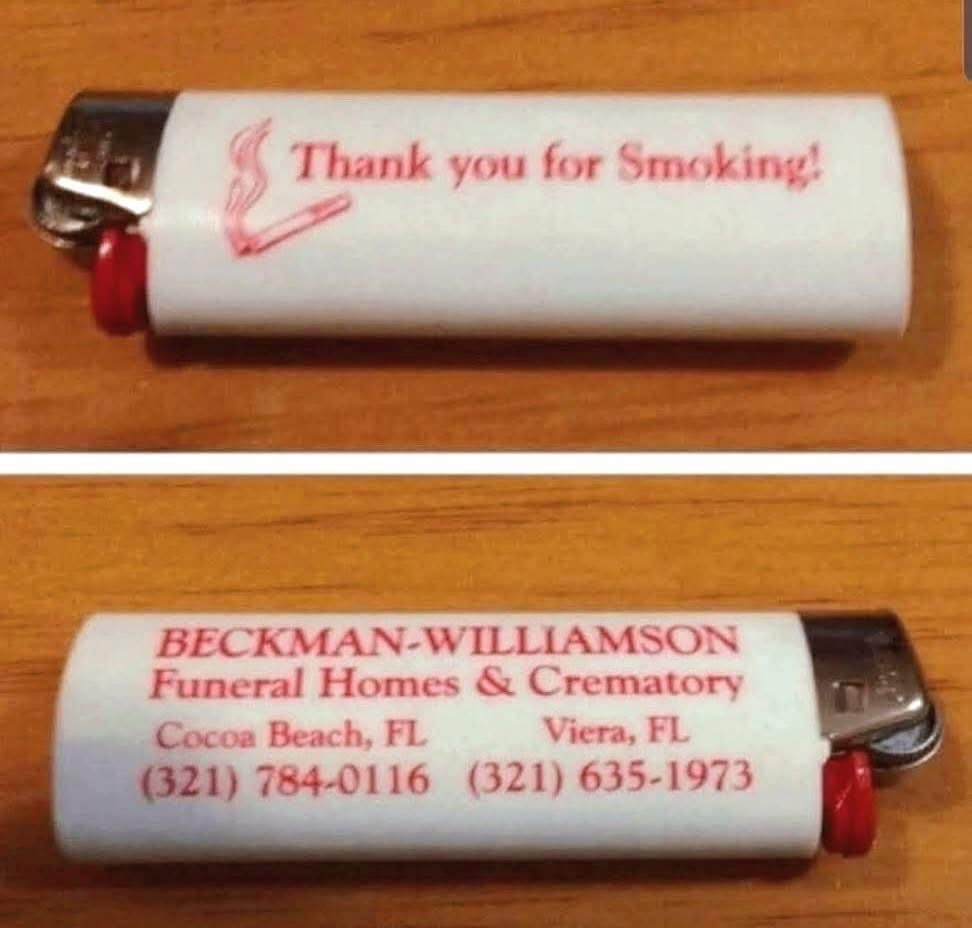 Thank you for Smoking!
BECKMAN-WILLIAMSON
Funeral Homes & Crematory
Cocoa Beach, FL Viera, FL
(321) 784-0116 (321) 635-1973